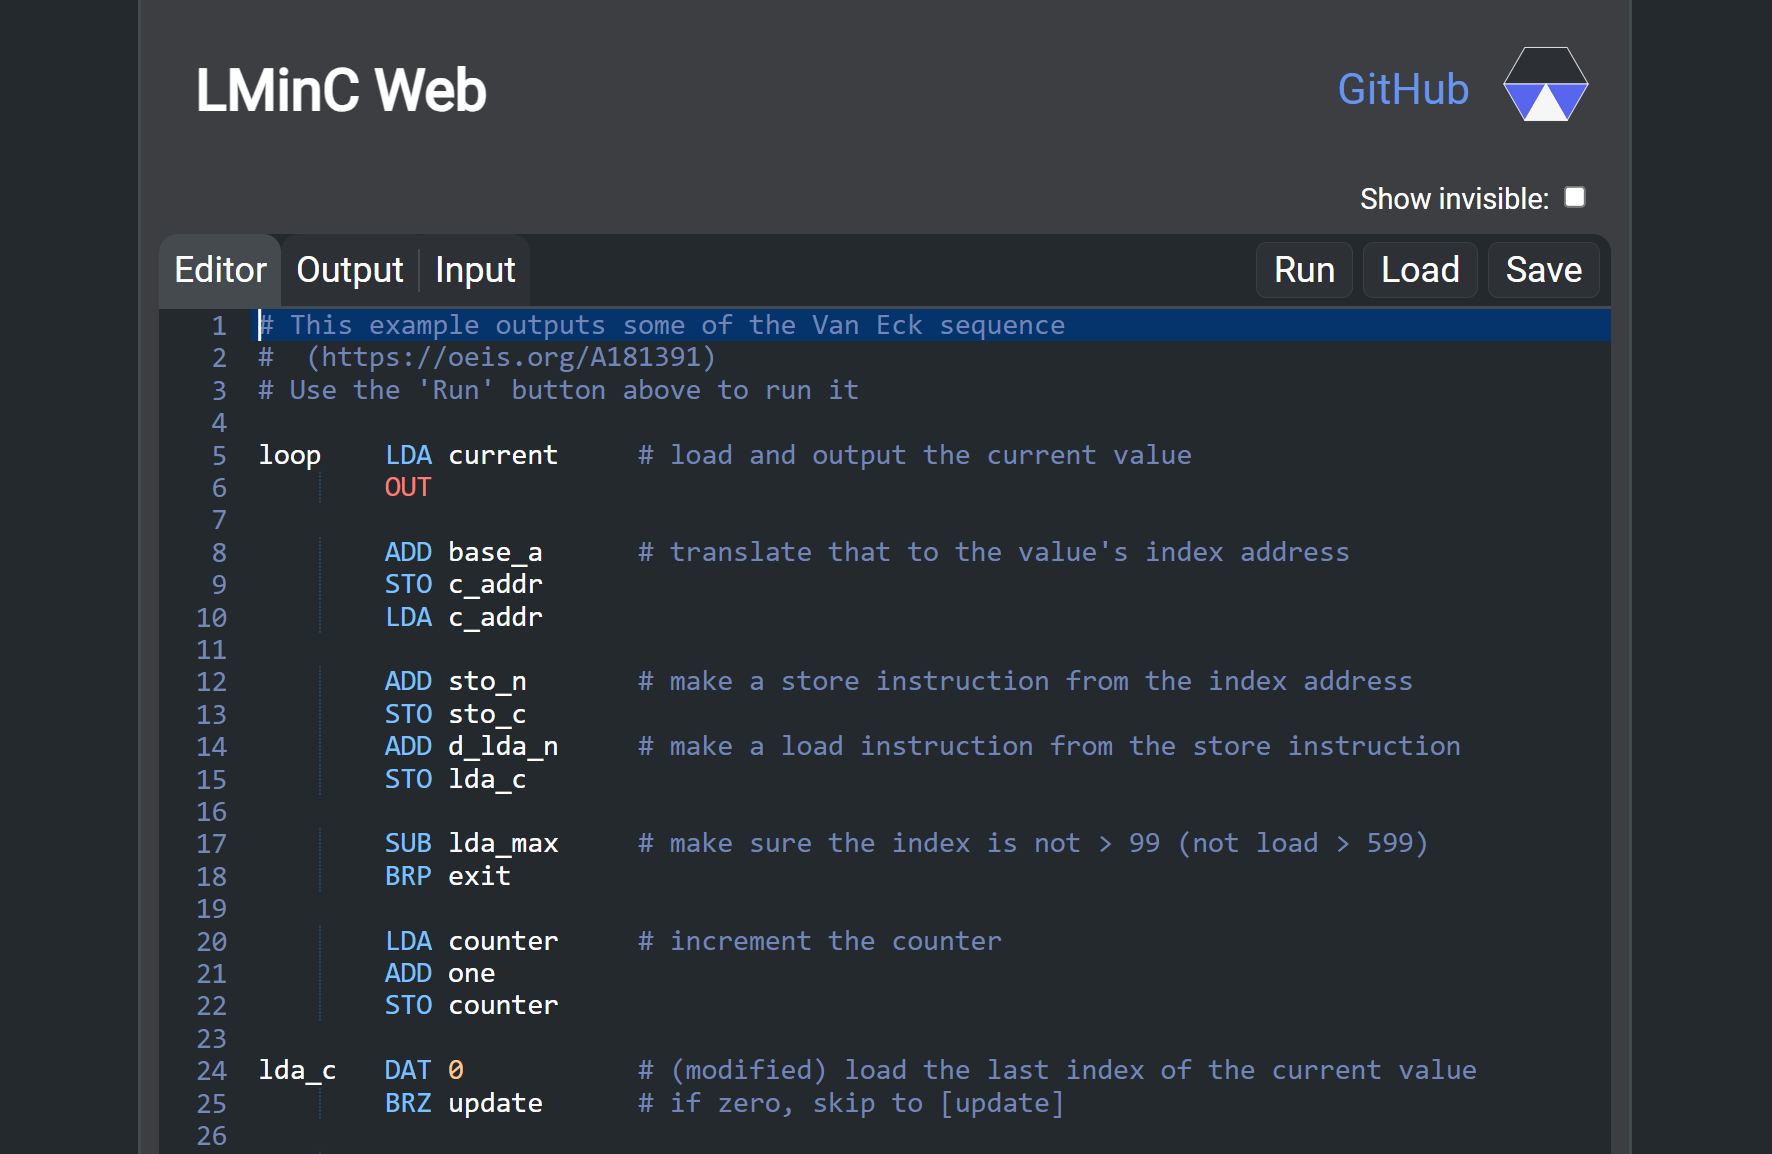 LMinC Web
GitHub
Show invisible:
Editor Output Input Run Load Save
1 # This example outputs some of the Van Eck sequence
2 #  (https://oeis.org/A181391)
3 # Use the 'Run' button above to run it
4
5 loop    LDA current     # load and output the current value
6         OUT
7
8         ADD base_a      # translate that to the value's index address
9         STO c_addr
10         LDA c_addr
11
12         ADD sto_n       # make a store instruction from the index address
13         STO sto_c
14         ADD d_lda_n     # make a load instruction from the store instruction
15         STO lda_c
16
17         SUB lda_max     # make sure the index is not > 99 (not load > 599)
18         BRP exit
19
20         LDA counter     # increment the counter
21         ADD one
22         STO counter
23
24 lda_c   DAT 0           # (modified) load the last index of the current value
25         BRZ update      # if zero, skip to [update]
26